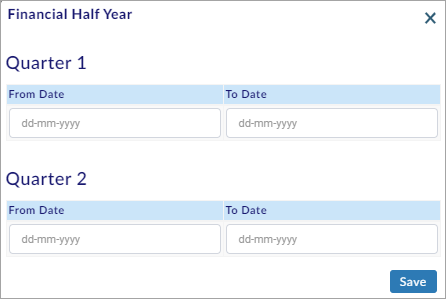 Financial Half Year
Quarter 1
From Date To Date
dd-mm-yyyy dd-mm-yyyy
Quarter 2
From Date To Date
dd-mm-yyyy dd-mm-yyyy
Save